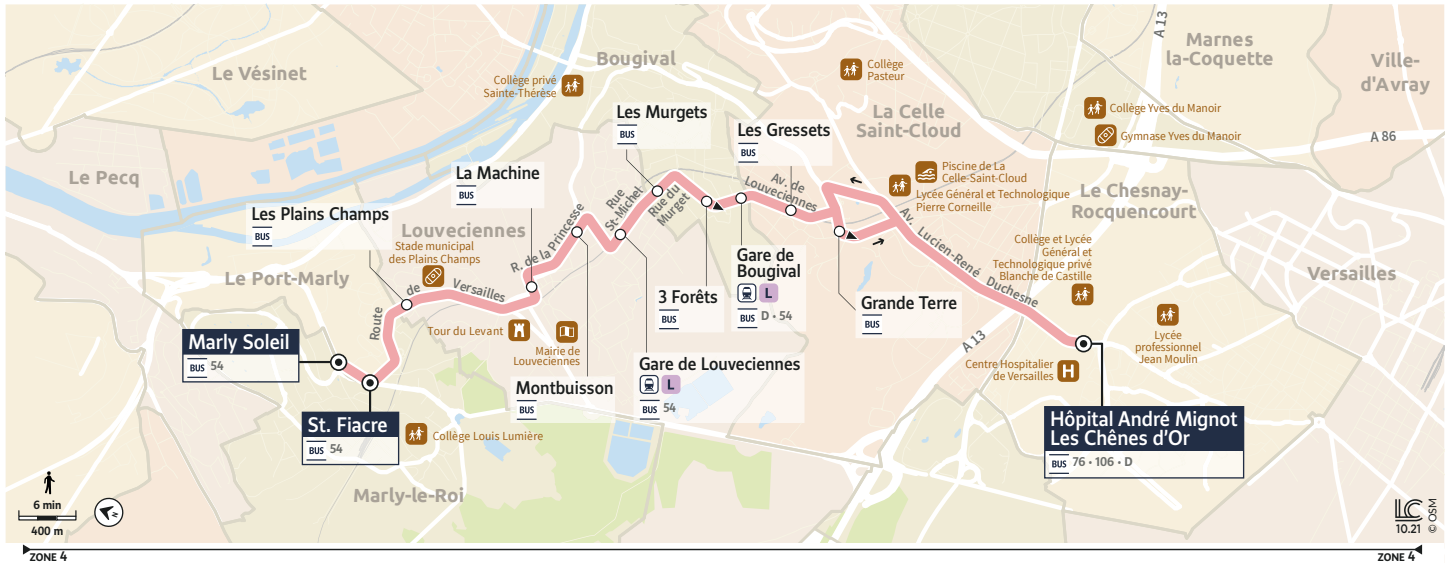 Le Vésinet
Bougival
Collège privé
Sainte-Thérèse
Collège
Pasteur
A 13
Marnes
la-Coquette
Ville-
d'Avray
La Celle
Saint-Cloud
Collège Yves du Manoir
Gymnase Yves du Manoir
A 86
Les Murgets
BUS
Les Gressets
BUS
La Machine
BUS
Le Pecq
Piscine de La
Celle-Saint-Cloud
Lycée Général et Technologique
Pierre Corneille
Le Chesnay-
Rocquencourt
Les Plains Champs
BUS
Louveciennes
Stade municipal
des Plains Champs
R. de la Princesse
Rue
St-Michel
Rue du
Murget
Av. de
Louveciennes
Av. Lucien-René Duchesne
Collège et Lycée
Général et
Technologique privé
Blanche de Castille
Versailles
Le Port-Marly
Route de Versailles
Gare de
Bougival
L
BUS D • 54
3 Forêts
BUS
Grande Terre
BUS
Tour du Levant
Mairie de
Louveciennes
Marly Soleil
BUS 54
Montbuisson
BUS
Gare de Louveciennes
L
BUS 54
A 13
Centre Hospitalier
de Versailles
H
Lycée
professionnel
Jean Moulin
St. Fiacre
BUS 54
Collège Louis Lumière
Hôpital André Mignot
Les Chênes d'Or
BUS 76 • 106 • D
Marly-le-Roi
6 min
400 m
N
LC
10.21
© OSM
ZONE 4
ZONE 4